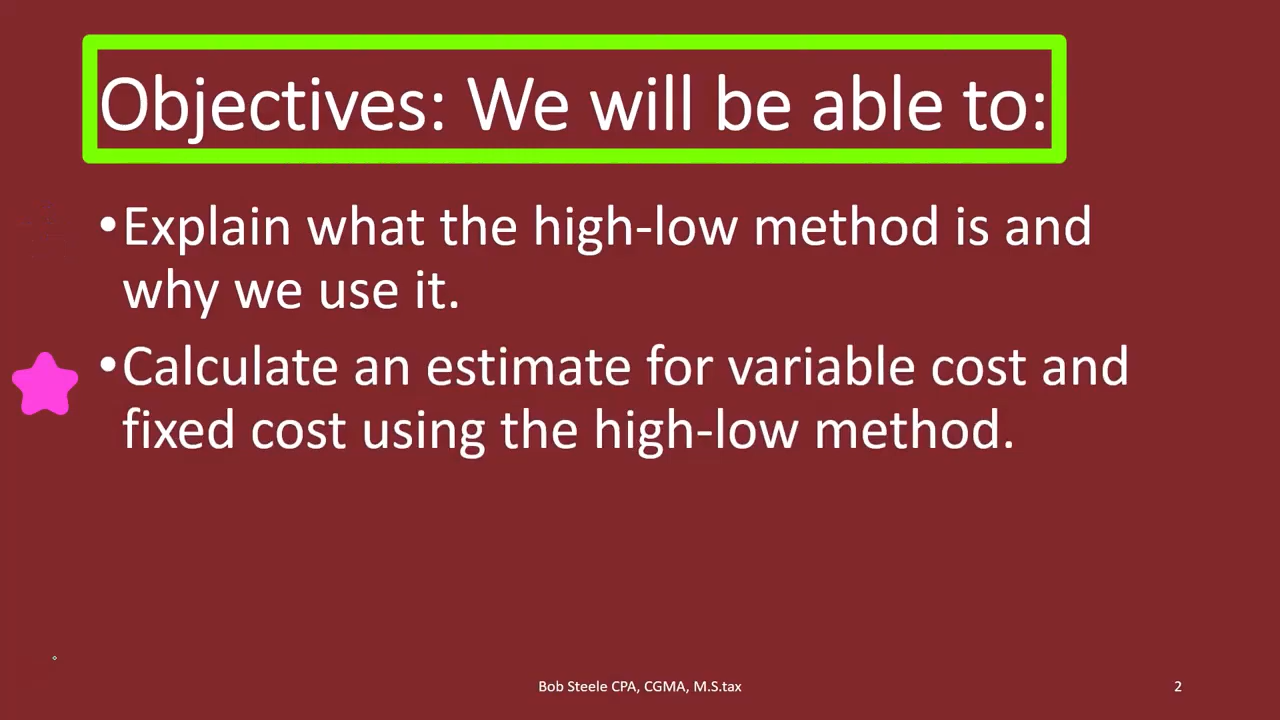 Objectives: We will be able to:
•Explain what the high-low method is and
why we use it.
•Calculate an estimate for variable cost and
fixed cost using the high-low method.
Bob Steele CPA, CGMA, M.S.tax
2